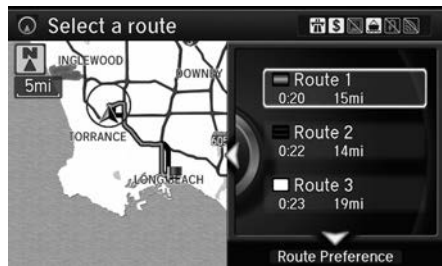 Select a route
$
N
5mi
INGLEWOOD
DOWNEY
TORRANCE
605
LONG BEACH
Route 1
0:20 15mi
Route 2
0:22 14mi
Route 3
0:23 19mi
Route Preference